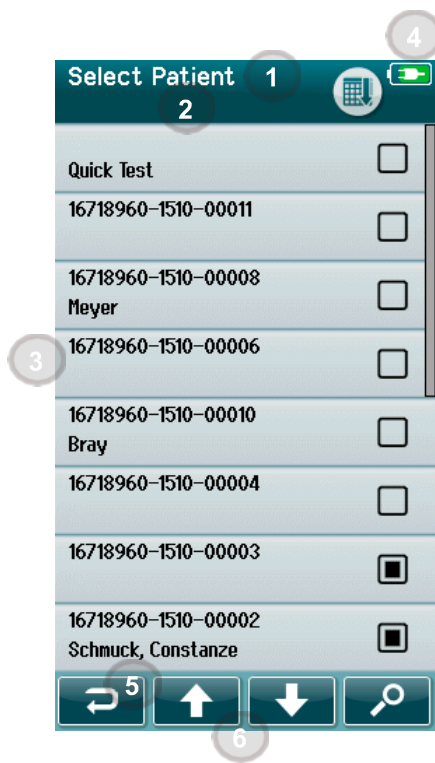 4
Select Patient 1
2
Quick Test
16718960-1510-00011
16718960-1510-00008
Meyer
3
16718960-1510-00006
16718960-1510-00010
Bray
16718960-1510-00004
16718960-1510-00003
16718960-1510-00002
Schmuck, Constanze
5
6